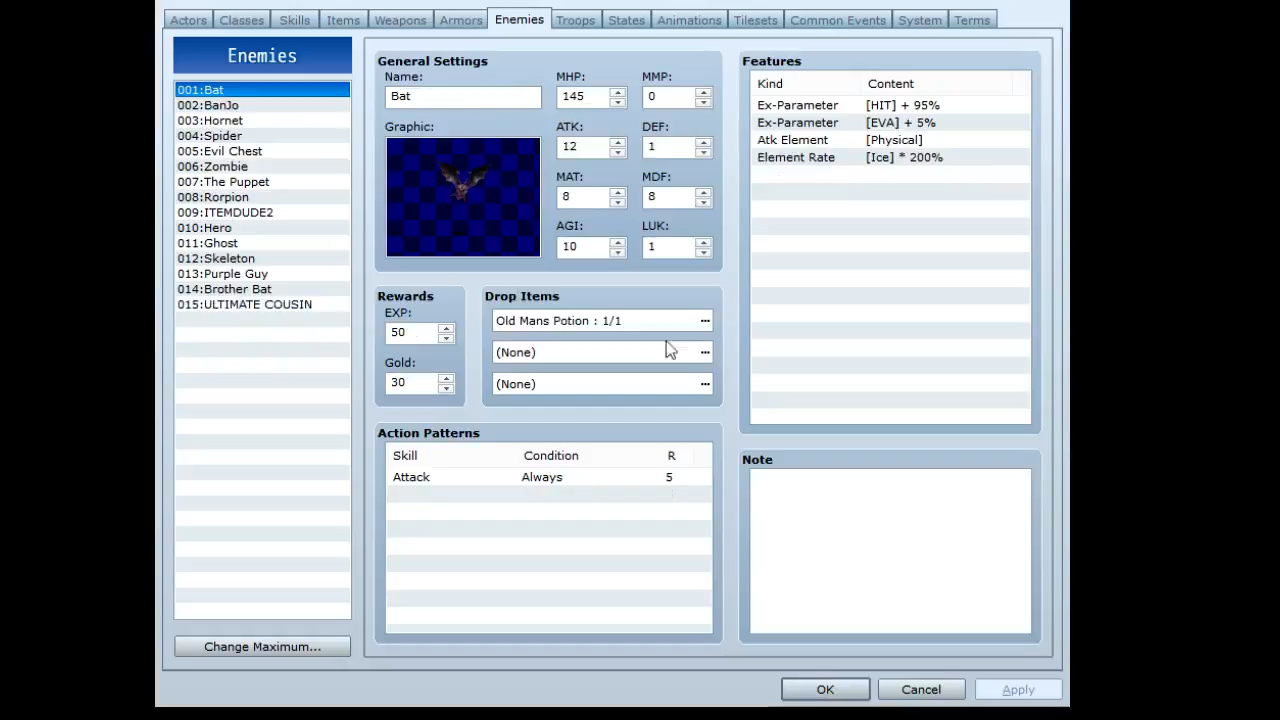 Actors Classes Skills Items Weapons Armors Enemies Troops States Animations Tilesets Common Events System Terms
Enemies
001:Bat
002:BanJo
003:Hornet
004:Spider
005:Evil Chest
006:Zombie
007:The Puppet
008:Rorpion
009:ITEMDUDE2
010:Hero
011:Ghost
012:Skeleton
013:Purple Guy
014:Brother Bat
015:ULTIMATE COUSIN
Change Maximum...
General Settings
Name:
Bat
Graphic:
MHP: MMP:
145 0
ATK: DEF:
12 1
MAT: MDF:
8 8
AGI: LUK:
10 1
Rewards
EXP:
50
Gold:
30
Drop Items
Old Mans Potion : 1/1 ...
(None) ...
(None) ...
Action Patterns
Skill Condition R
Attack Always 5
Features
Kind Content
Ex-Parameter [HIT] + 95%
Ex-Parameter [EVA] + 5%
Atk Element [Physical]
Element Rate [Ice] * 200%
Note
OK Cancel Apply